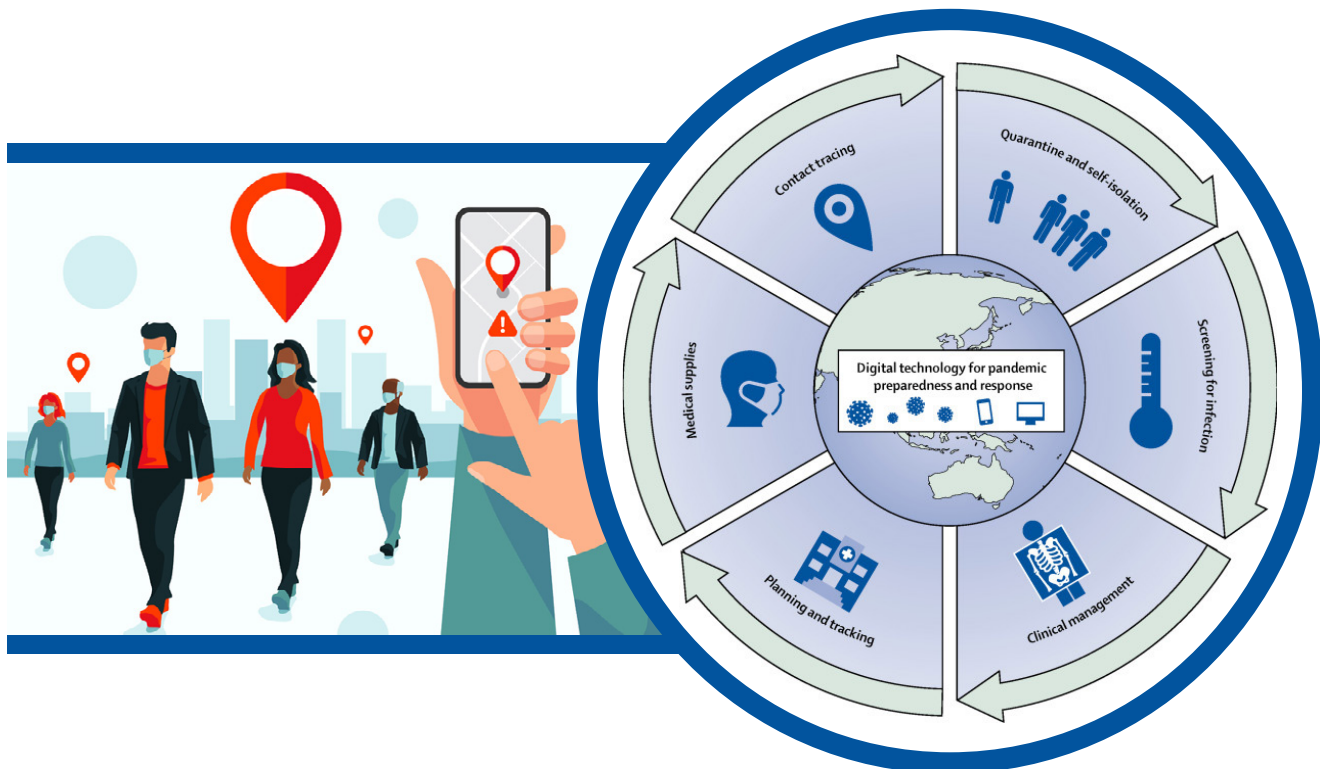 Contact tracing
Quarantine and self-isolation
Screening for infection
Clinical management
Planning and tracking
Medical supplies
Digital technology for pandemic
preparedness and response
!